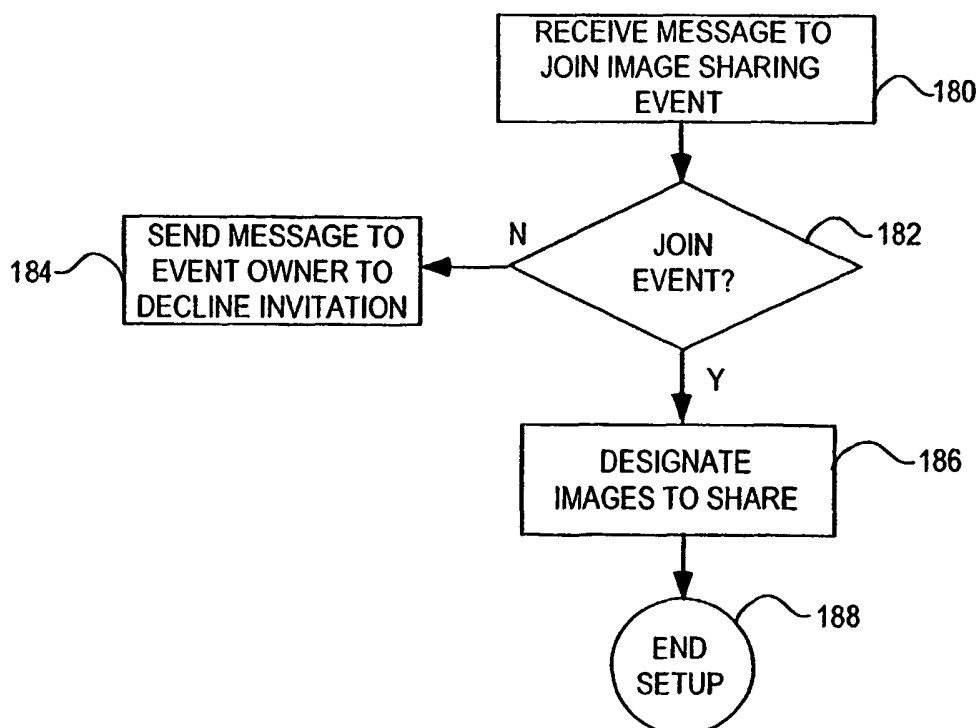 RECEIVE MESSAGE TO
JOIN IMAGE SHARING
EVENT
180
JOIN
EVENT?
182
N
SEND MESSAGE TO
EVENT OWNER TO
DECLINE INVITATION
184
Y
DESIGNATE
IMAGES TO SHARE
186
END
SETUP
188